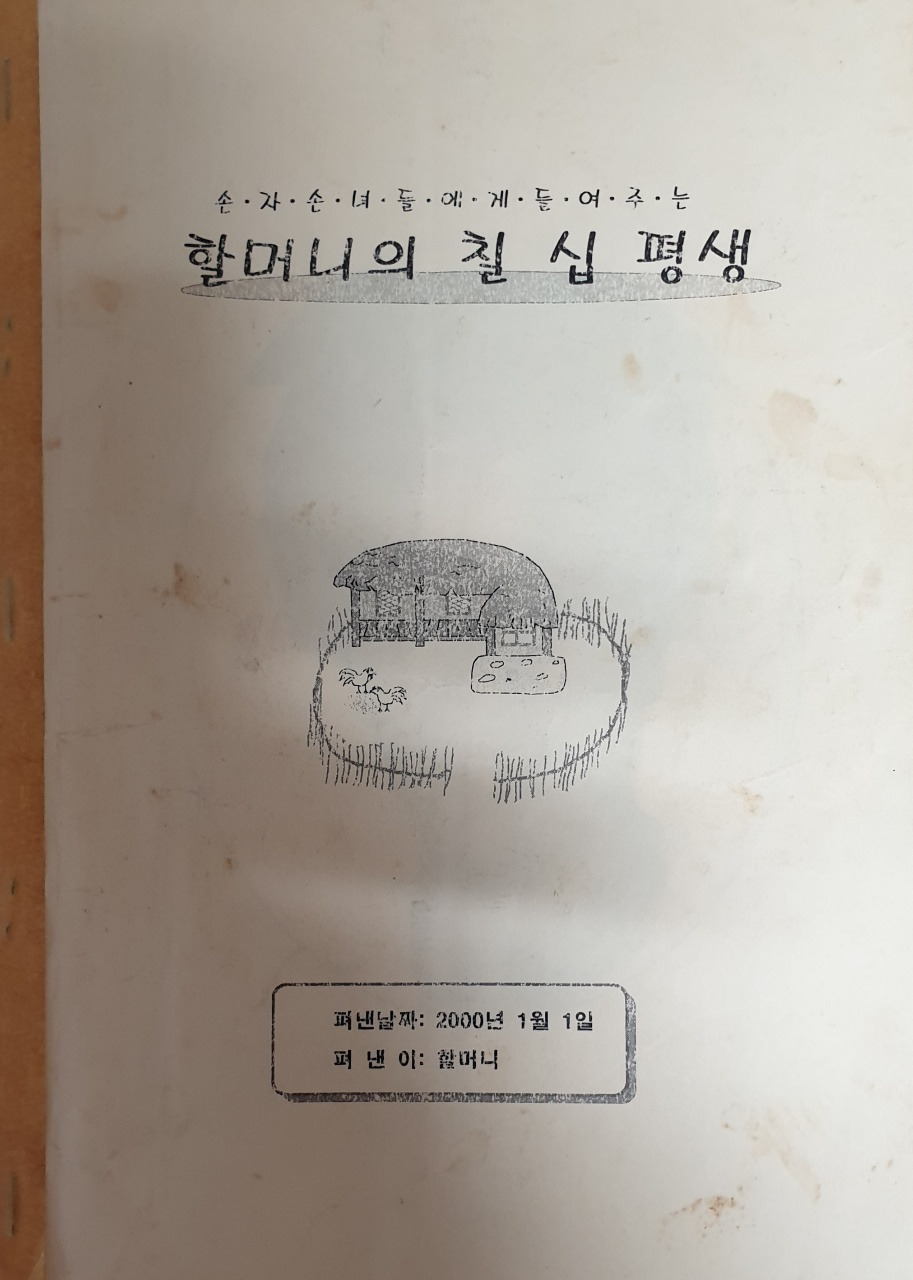 손·자·손·녀·들·에·게·들·여·주·는
할머니의 칠 십 평생
펴낸날짜: 2000년 1월 1일
펴 낸 이: 할머니